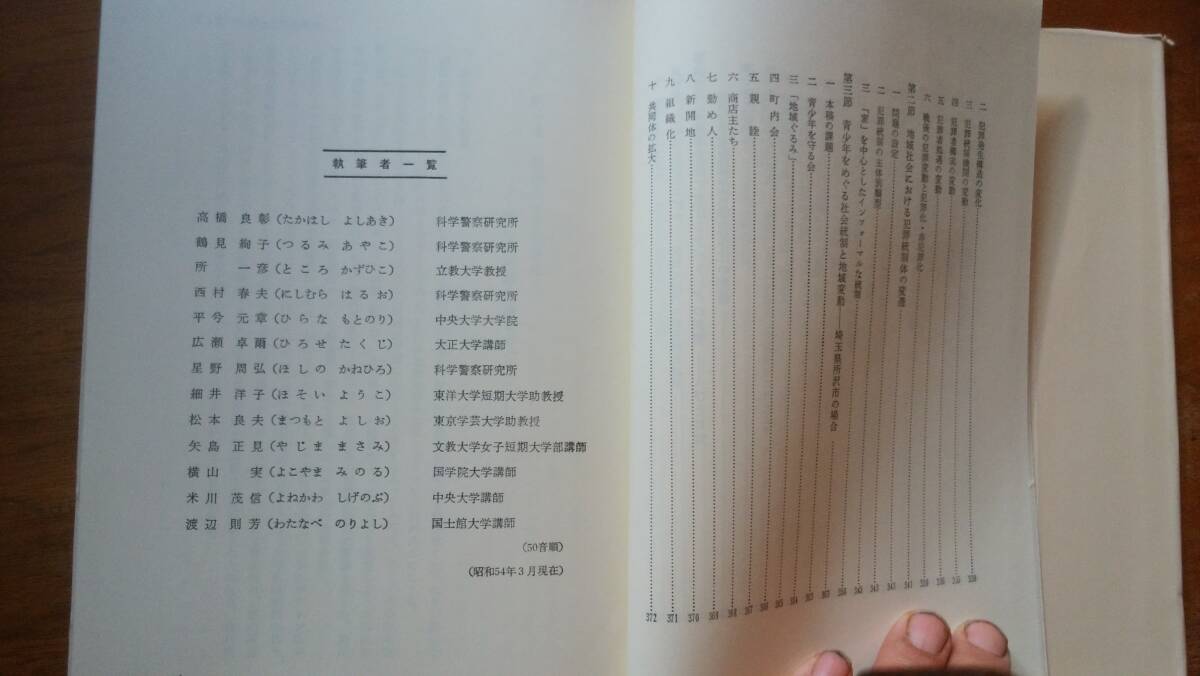 二 犯罪発生構造の変化 330
三 犯罪統制機関の変動
四 犯罪者構成の変動
五 犯罪者処遇の変動
六 戦後の犯罪変動と犯罪化・非犯罪化
第二節 地域社会における犯罪統制体の変遷 341
一 問題の設定 341
二 犯罪統制の主体的類型 343
三 「家」を中心としたインフォーマルな統制
第三節 青少年をめぐる社会統制と地域変動――埼玉県所沢市の場合
一 本稿の課題
二 青少年を守る会 363
三 「地域ぐるみ」 364
四 町内会 365
五 親睦 367
六 商店主たち 368
七 勤め人 369
八 新開地 370
九 組織化 371
十 共同体の拡大 372
執筆者一覧
高橋 良彰(たかはし よしあき) 科学警察研究所
鶴見 絢子(つるみ あやこ) 科学警察研究所
所 一彦(ところ かずひこ) 立教大学教授
西村 春夫(にしむら はるお) 科学警察研究所
平兮 元章(ひらな もとのり) 中央大学大学院
広瀬 卓爾(ひろせ たくじ) 大正大学講師
星野 周弘(ほしの かねひろ) 科学警察研究所
細井 洋子(ほそい ようこ) 東洋大学短期大学助教授
松本 良夫(まつもと よしお) 東京学芸大学助教授
矢島 正見(やじま まさみ) 文教大学女子短期大学部講師
横山 実(よこやま みのる) 国学院大学講師
米川 茂信(よねかわ しげのぶ) 中央大学講師
渡辺 則芳(わたなべ のりよし) 国士館大学講師
(50音順)
(昭和54年3月現在)